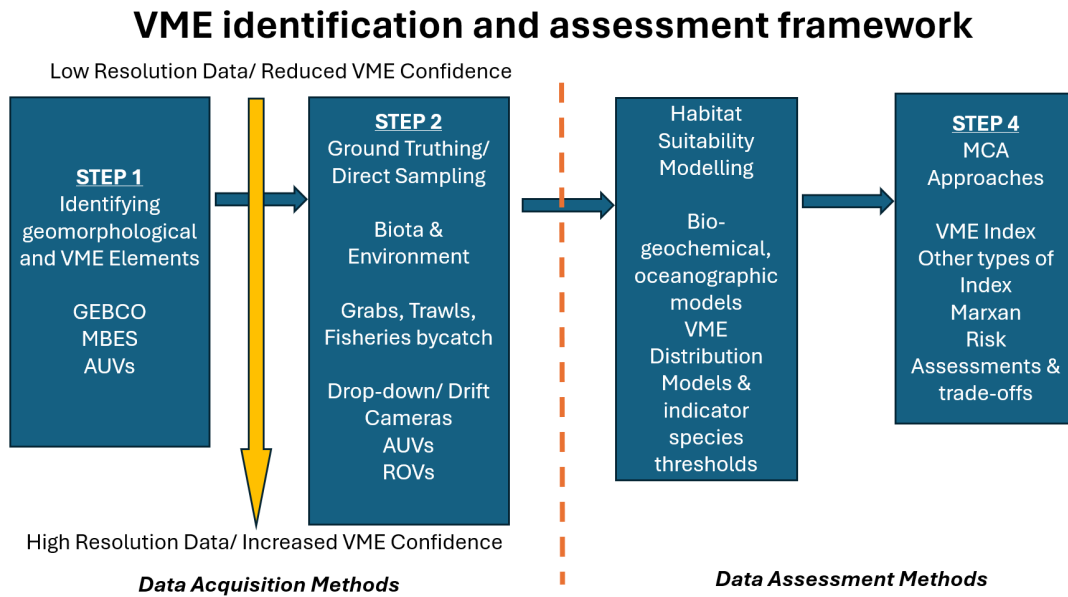 VME identification and assessment framework
Low Resolution Data/ Reduced VME Confidence
STEP 1
Identifying
geomorphological
and VME Elements
GEBCO
MBES
AUVs
STEP 2
Ground Truthing/
Direct Sampling
Biota &
Environment
Grabs, Trawls,
Fisheries bycatch
Drop-down/ Drift
Cameras
AUVs
ROVs
Habitat
Suitability
Modelling
Bio-
geochemical,
oceanographic
models
VME
Distribution
Models &
indicator
species
thresholds
STEP 4
MCA
Approaches
VME Index
Other types of
Index
Marxan
Risk
Assessments &
trade-offs
High Resolution Data/ Increased VME Confidence
Data Acquisition Methods
Data Assessment Methods